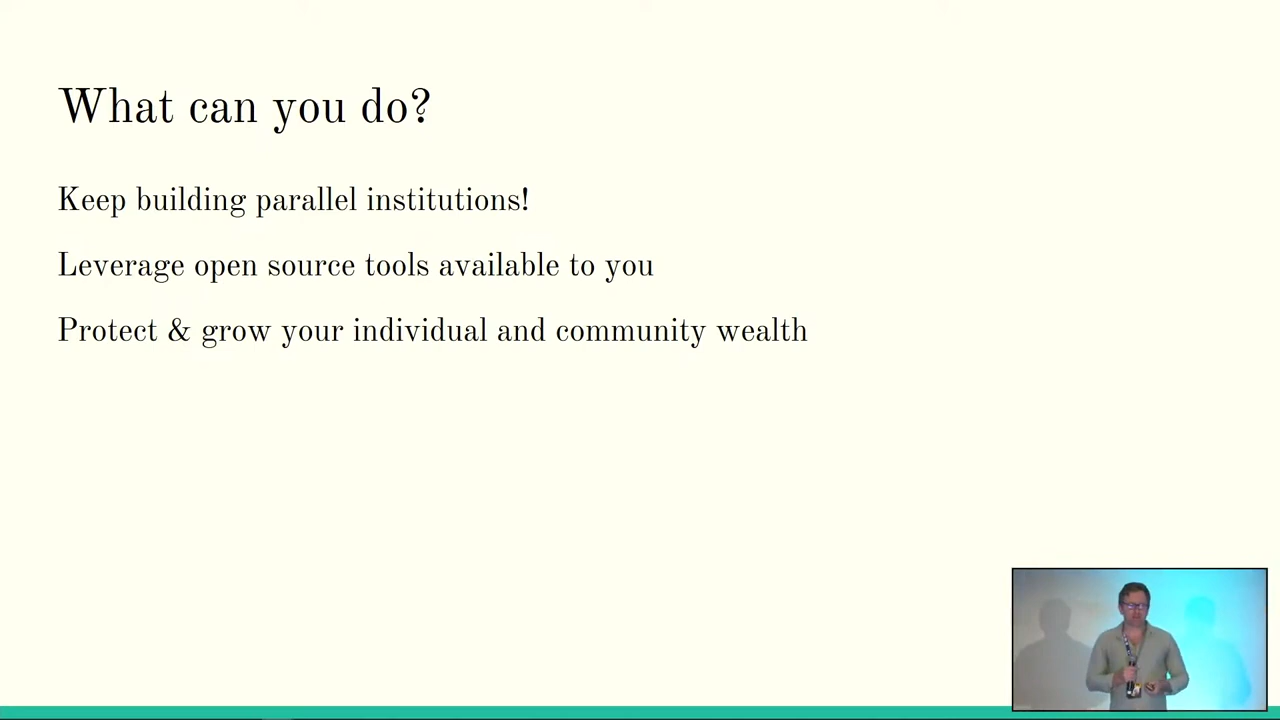 What can you do?
Keep building parallel institutions!
Leverage open source tools available to you
Protect & grow your individual and community wealth